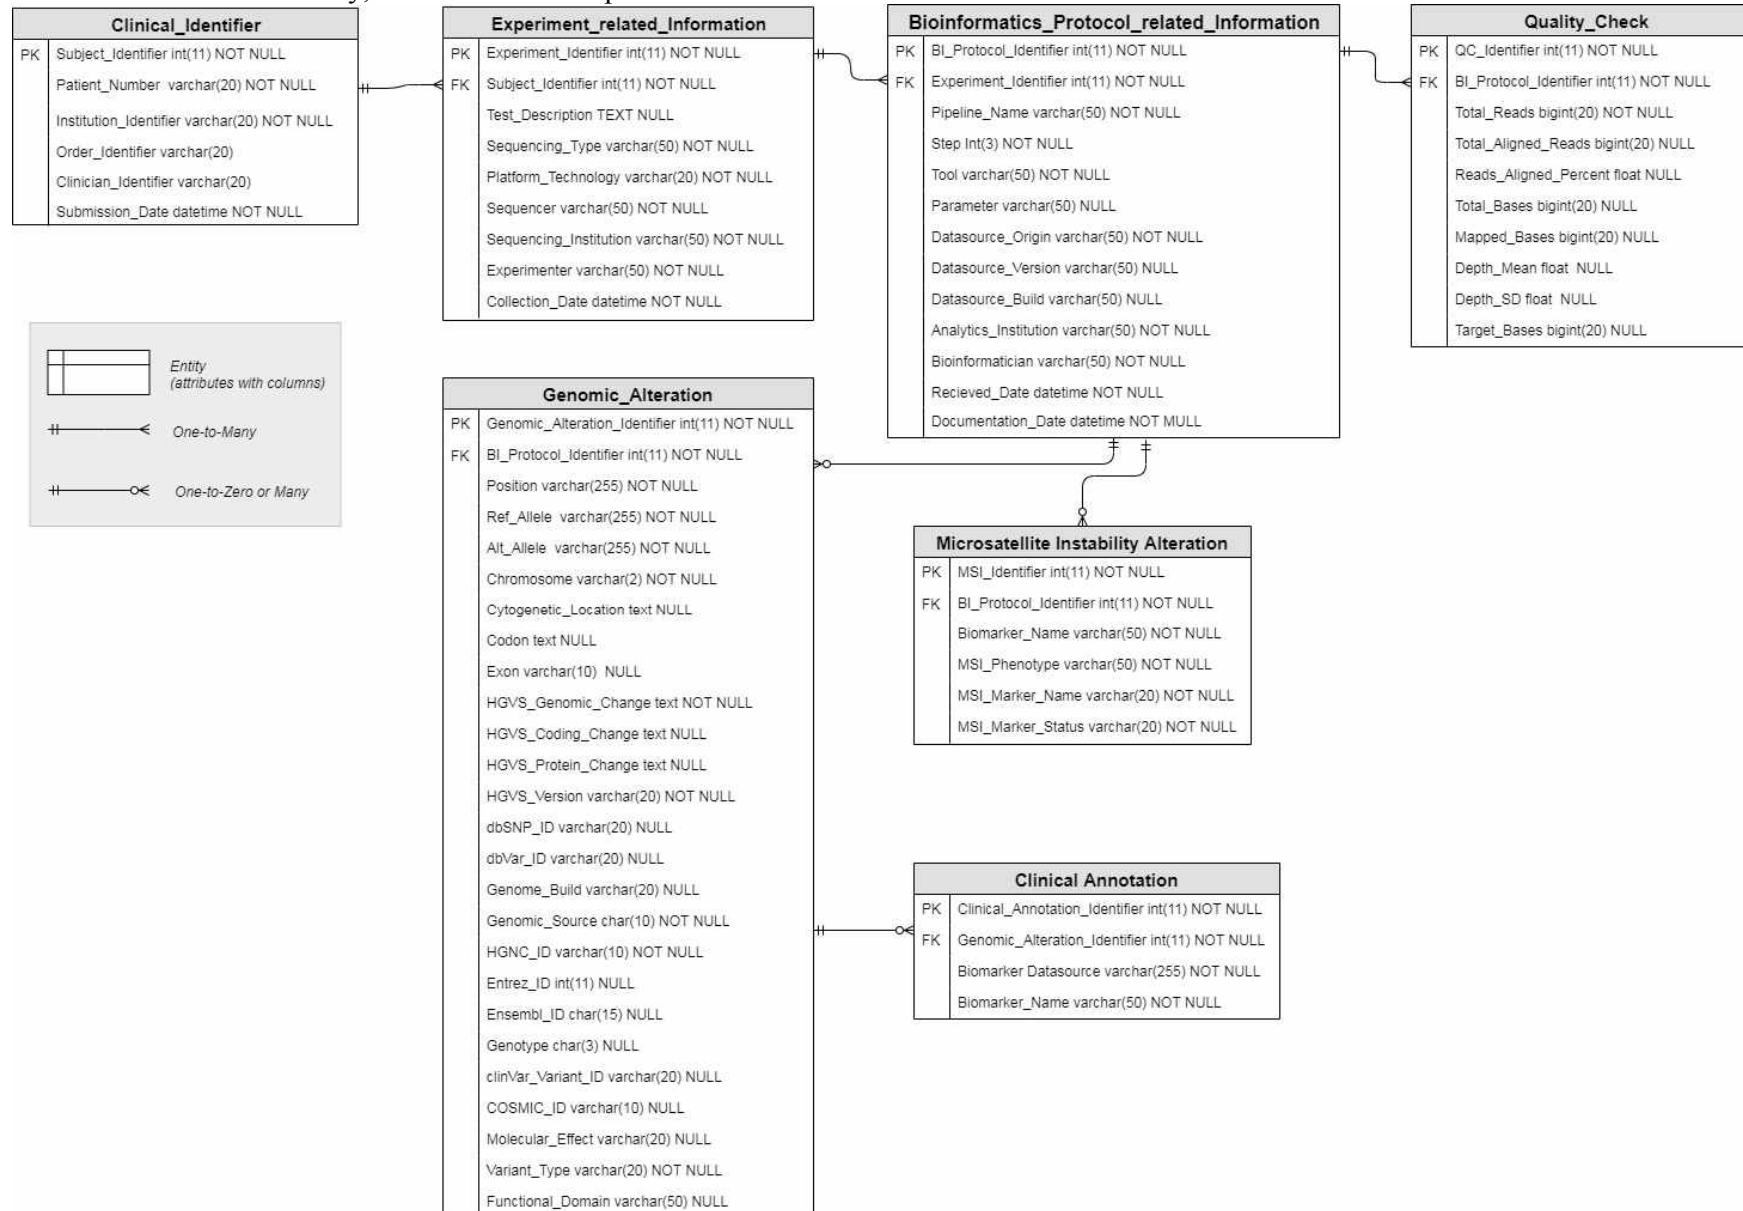 Clinical_Identifier
PK Subject_Identifier int(11) NOT NULL
Patient_Number varchar(20) NOT NULL
Institution_Identifier varchar(20) NOT NULL
Order_Identifier varchar(20)
Clinician_Identifier varchar(20)
Submission_Date datetime NOT NULL
Experiment_related_Information
PK Experiment_Identifier int(11) NOT NULL
FK Subject_Identifier int(11) NOT NULL
Test_Description TEXT NULL
Sequencing_Type varchar(50) NOT NULL
Platform_Technology varchar(20) NOT NULL
Sequencer varchar(50) NOT NULL
Sequencing_Institution varchar(50) NOT NULL
Experimenter varchar(50) NOT NULL
Collection_Date datetime NOT NULL
Bioinformatics_Protocol_related_Information
PK BI_Protocol_Identifier int(11) NOT NULL
FK Experiment_Identifier int(11) NOT NULL
Pipeline_Name varchar(50) NOT NULL
Step Int(3) NOT NULL
Tool varchar(50) NOT NULL
Parameter varchar(50) NULL
Datasource_Origin varchar(50) NOT NULL
Datasource_Version varchar(50) NULL
Datasource_Build varchar(50) NULL
Analytics_Institution varchar(50) NOT NULL
Bioinformatician varchar(50) NOT NULL
Recieved_Date datetime NOT NULL
Documentation_Date datetime NOT MULL
Quality_Check
PK QC_Identifier int(11) NOT NULL
FK BI_Protocol_Identifier int(11) NOT NULL
Total_Reads bigint(20) NOT NULL
Total_Aligned_Reads bigint(20) NULL
Reads_Aligned_Percent float NULL
Total_Bases bigint(20) NULL
Mapped_Bases bigint(20) NULL
Depth_Mean float NULL
Depth_SD float NULL
Target_Bases bigint(20) NULL
Entity
(attributes with columns)
One-to-Many
One-to-Zero or Many
Genomic_Alteration
PK Genomic_Alteration_Identifier int(11) NOT NULL
FK BI_Protocol_Identifier int(11) NOT NULL
Position varchar(255) NOT NULL
Ref_Allele varchar(255) NOT NULL
Alt_Allele varchar(255) NOT NULL
Chromosome varchar(2) NOT NULL
Cytogenetic_Location text NULL
Codon text NULL
Exon varchar(10) NULL
HGVS_Genomic_Change text NOT NULL
HGVS_Coding_Change text NULL
HGVS_Protein_Change text NULL
HGVS_Version varchar(20) NOT NULL
dbSNP_ID varchar(20) NULL
dbVar_ID varchar(20) NULL
Genome_Build varchar(20) NULL
Genomic_Source char(10) NOT NULL
HGNC_ID varchar(10) NOT NULL
Entrez_ID int(11) NULL
Ensembl_ID char(15) NULL
Genotype char(3) NULL
clinVar_Variant_ID varchar(20) NULL
COSMIC_ID varchar(10) NULL
Molecular_Effect varchar(20) NULL
Variant_Type varchar(20) NOT NULL
Functional_Domain varchar(50) NULL
Microsatellite Instability Alteration
PK MSI_Identifier int(11) NOT NULL
FK BI_Protocol_Identifier int(11) NOT NULL
Biomarker_Name varchar(50) NOT NULL
MSI_Phenotype varchar(50) NOT NULL
MSI_Marker_Name varchar(20) NOT NULL
MSI_Marker_Status varchar(20) NOT NULL
Clinical Annotation
PK Clinical_Annotation_Identifier int(11) NOT NULL
FK Genomic_Alteration_Identifier int(11) NOT NULL
Biomarker Datasource varchar(255) NOT NULL
Biomarker_Name varchar(50) NOT NULL